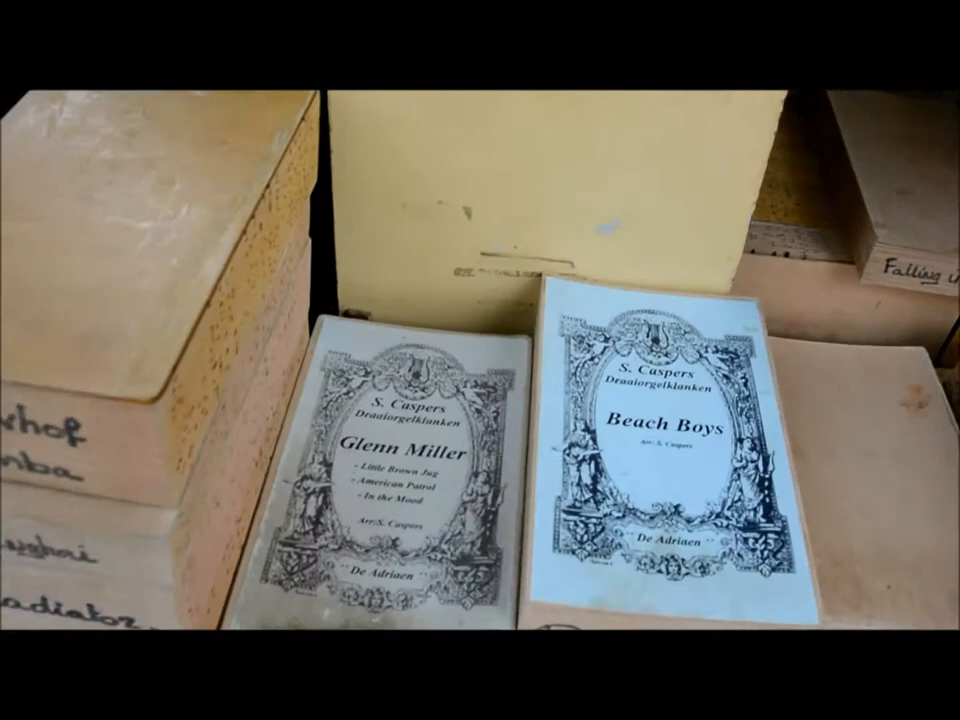 S. Caspers
Draaiorgelklanken
Glenn Miller
- Little Brown Jug
- American Patrol
- In the Mood
Arr: S. Caspers
" De Adriaen "
S. Caspers
Draaiorgelklanken
Beach Boys
Arr: S. Caspers
" De Adriaen "
Falling